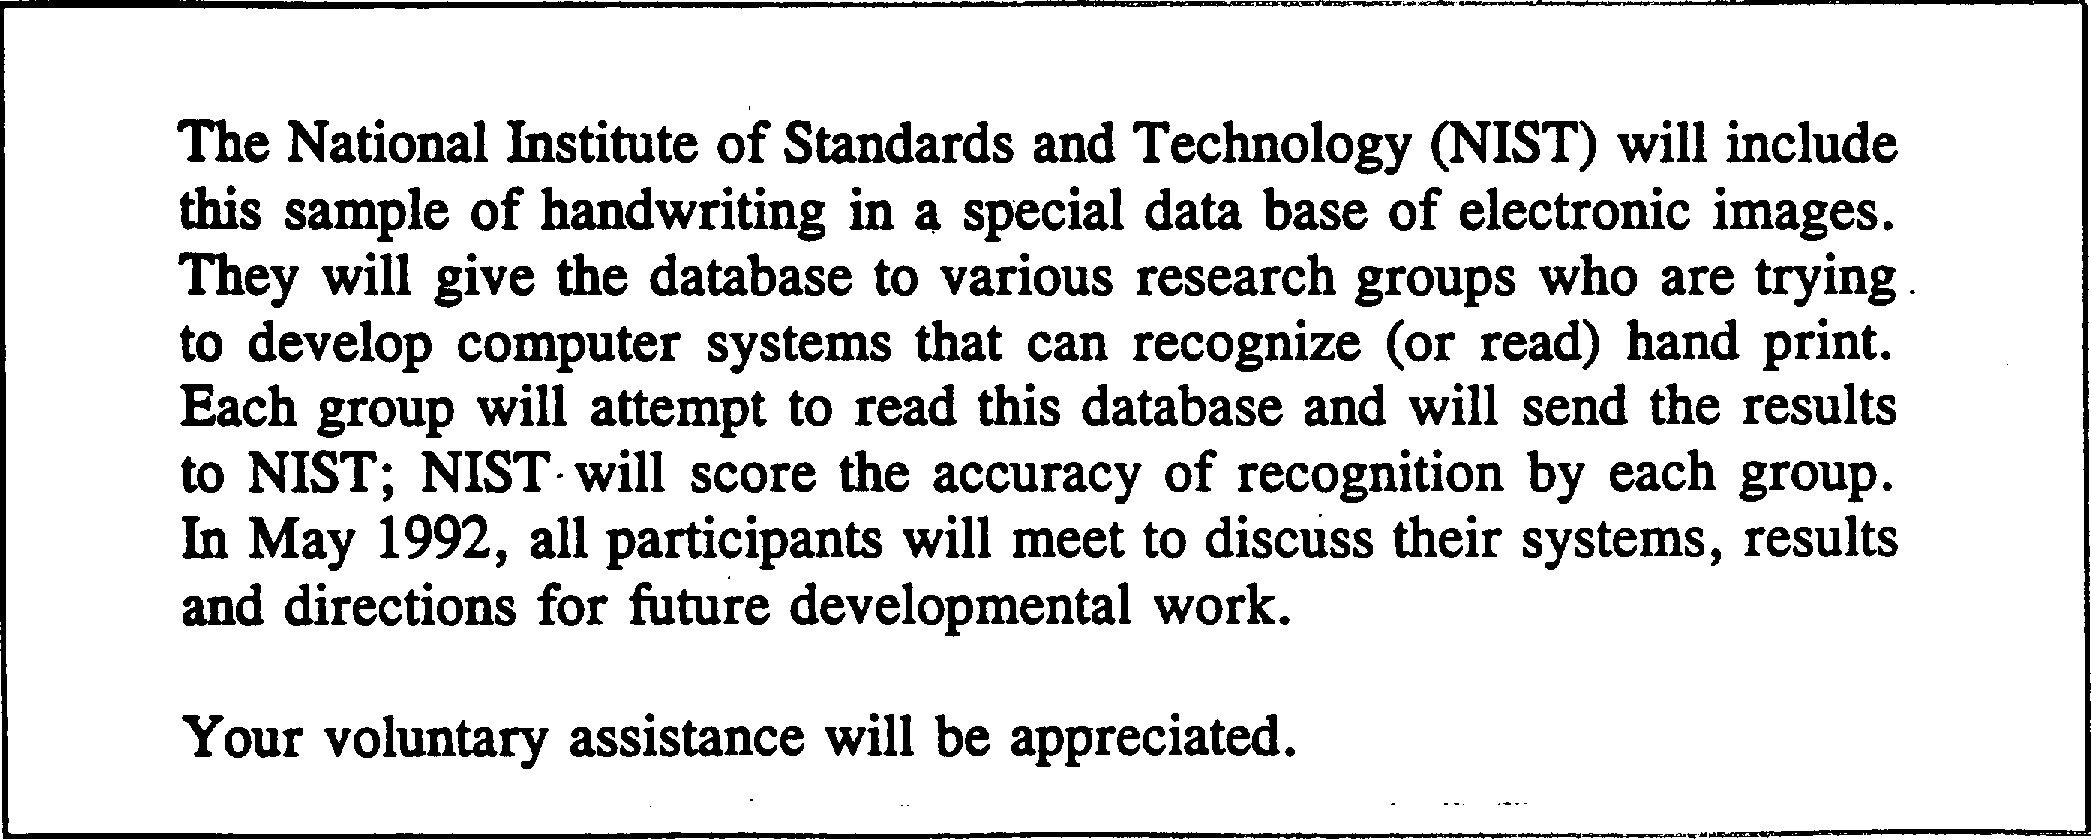 The National Institute of Standards and Technology (NIST) will include
this sample of handwriting in a special data base of electronic images.
They will give the database to various research groups who are trying
to develop computer systems that can recognize (or read) hand print.
Each group will attempt to read this database and will send the results
to NIST; NIST will score the accuracy of recognition by each group.
In May 1992, all participants will meet to discuss their systems, results
and directions for future developmental work.
Your voluntary assistance will be appreciated.